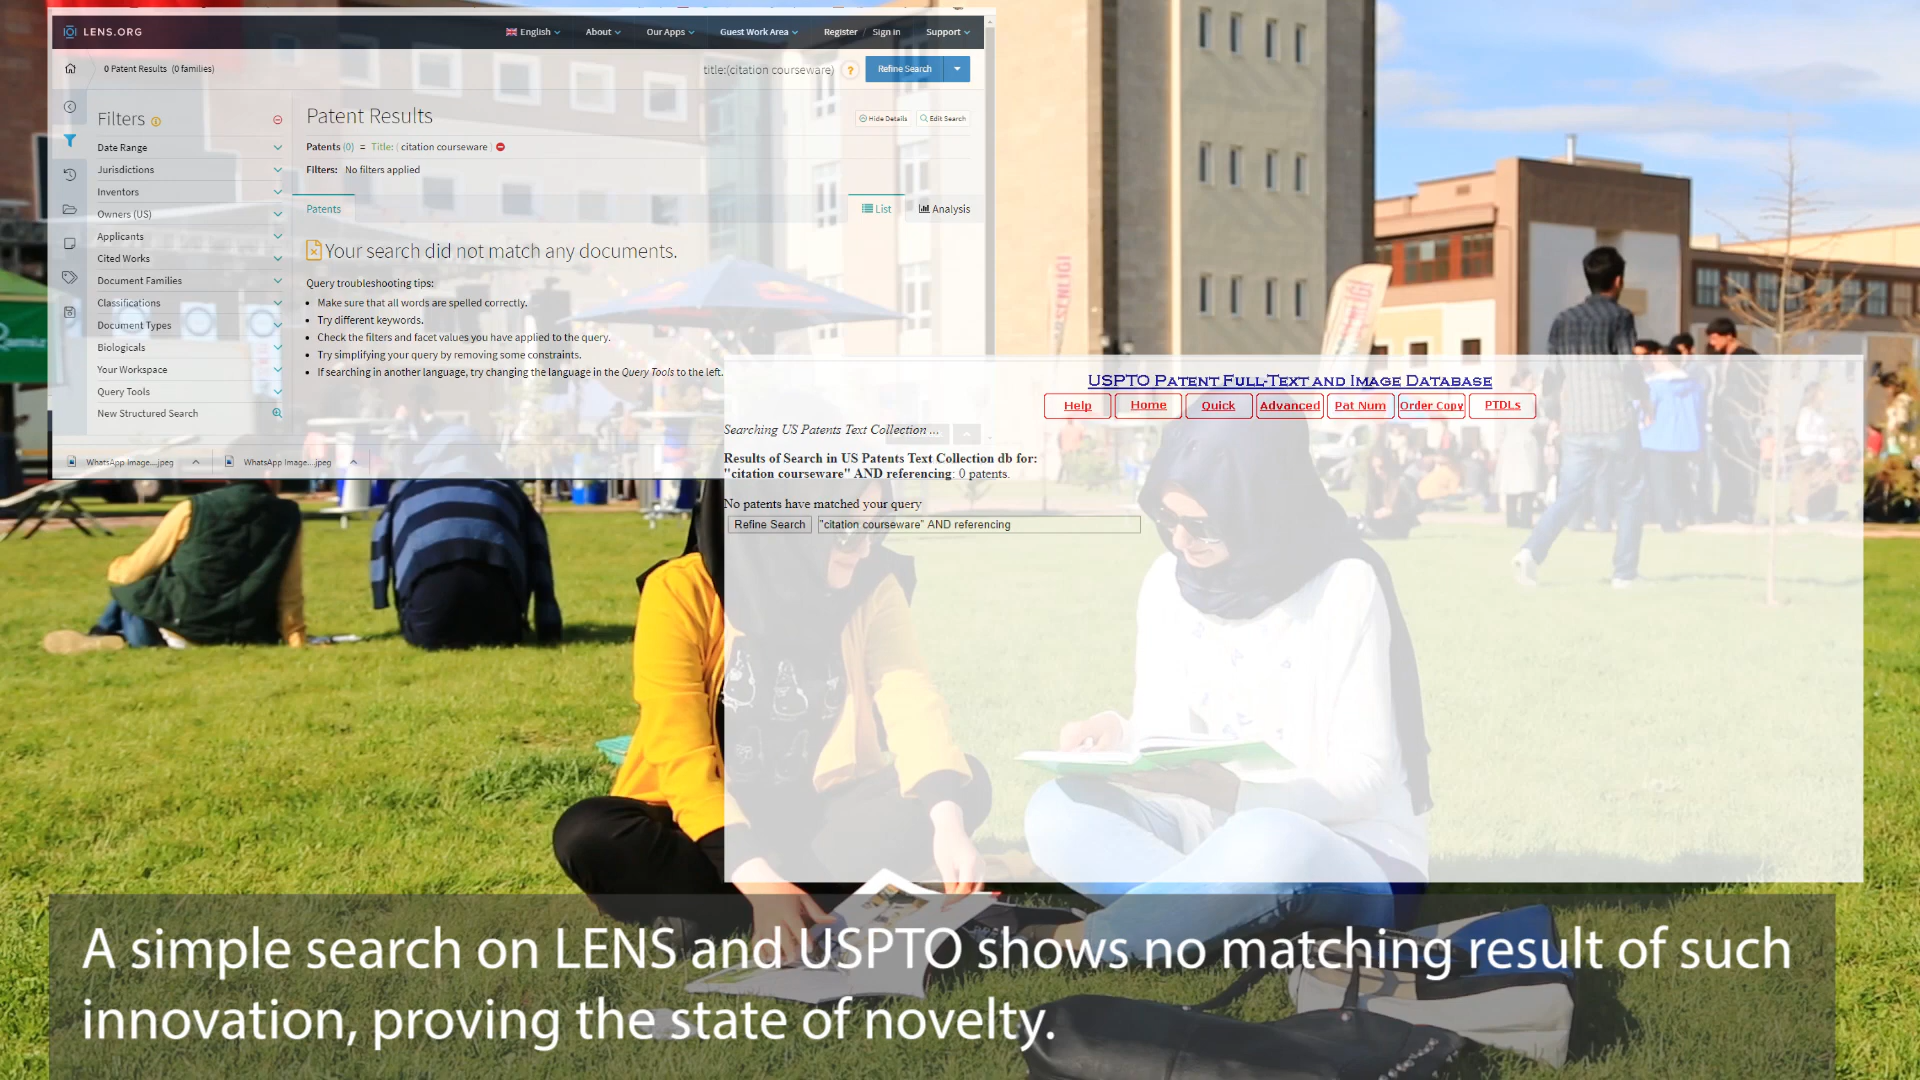 LENS.ORG English About Our Apps Guest Work Area Register / Sign in Support
0 Patent Results (0 families) title:(citation courseware) ? Refine Search
Filters
Date Range
Jurisdictions
Inventors
Owners (US)
Applicants
Cited Works
Document Families
Classifications
Document Types
Biologicals
Your Workspace
Query Tools
New Structured Search
Patent Results
Hide Details Edit Search
Patents (0) = Title: ( citation courseware )
Filters: No filters applied
Patents List Analysis
Your search did not match any documents.
Query troubleshooting tips:
• Make sure that all words are spelled correctly.
• Try different keywords.
• Check the filters and facet values you have applied to the query.
• Try simplifying your query by removing some constraints.
• If searching in another language, try changing the language in the Query Tools to the left.
WhatsApp Image....jpeg WhatsApp Image....jpeg
USPTO PATENT FULL-TEXT AND IMAGE DATABASE
Help Home Quick Advanced Pat Num Order Copy PTDLs
Searching US Patents Text Collection ...
Results of Search in US Patents Text Collection db for:
"citation courseware" AND referencing: 0 patents.
No patents have matched your query
Refine Search "citation courseware" AND referencing
A simple search on LENS and USPTO shows no matching result of such
innovation, proving the state of novelty.